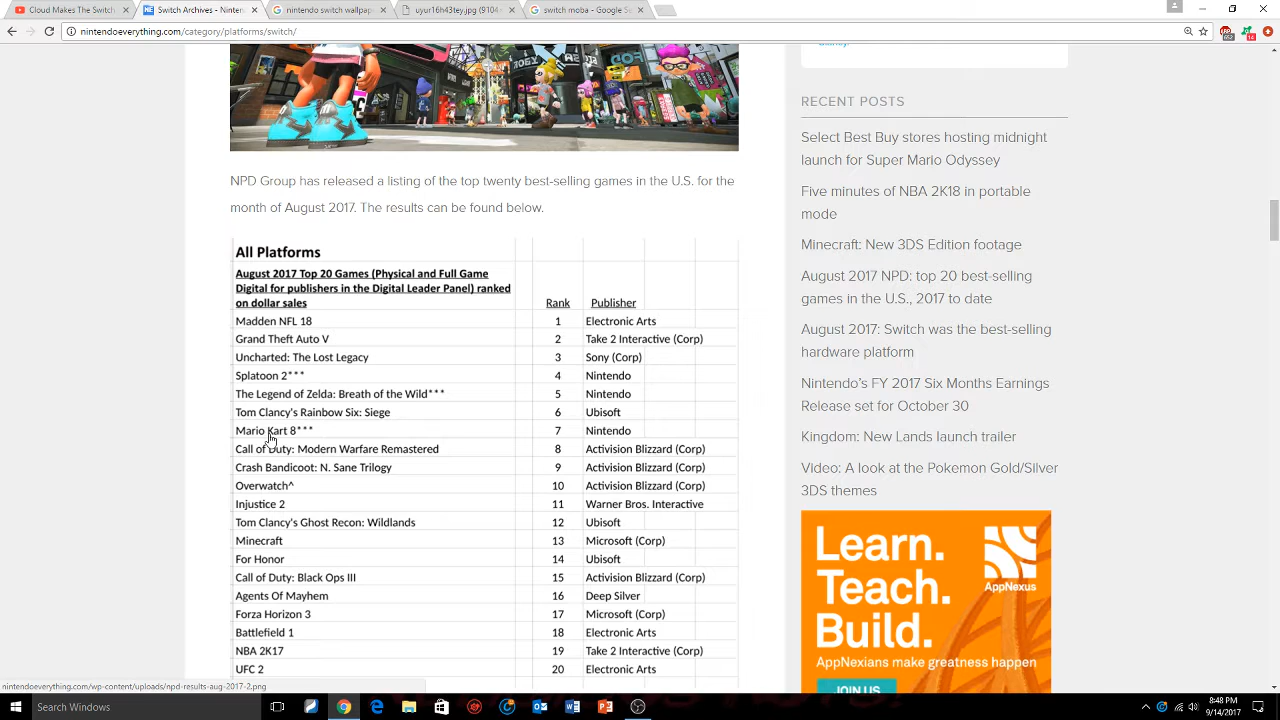 Cloud Makes The Switch
Switch Archives - Ninten
nintendo switch wallpap
uyur16h43tey.jpg (9104
switch moba - Google Se
nintendoeverything.com/category/platforms/switch/
NPD Group has released a listing of the top twenty best-selling games in the U.S. for the
month of August 2017. The results can be found below.
All Platforms
August 2017 Top 20 Games (Physical and Full Game
Digital for publishers in the Digital Leader Panel) ranked
on dollar sales Rank Publisher
Madden NFL 18 1 Electronic Arts
Grand Theft Auto V 2 Take 2 Interactive (Corp)
Uncharted: The Lost Legacy 3 Sony (Corp)
Splatoon 2*** 4 Nintendo
The Legend of Zelda: Breath of the Wild*** 5 Nintendo
Tom Clancy's Rainbow Six: Siege 6 Ubisoft
Mario Kart 8*** 7 Nintendo
Call of Duty: Modern Warfare Remastered 8 Activision Blizzard (Corp)
Crash Bandicoot: N. Sane Trilogy 9 Activision Blizzard (Corp)
Overwatch^ 10 Activision Blizzard (Corp)
Injustice 2 11 Warner Bros. Interactive
Tom Clancy's Ghost Recon: Wildlands 12 Ubisoft
Minecraft 13 Microsoft (Corp)
For Honor 14 Ubisoft
Call of Duty: Black Ops III 15 Activision Blizzard (Corp)
Agents Of Mayhem 16 Deep Silver
Forza Horizon 3 17 Microsoft (Corp)
Battlefield 1 18 Electronic Arts
NBA 2K17 19 Take 2 Interactive (Corp)
UFC 2 20 Electronic Arts
RECENT POSTS
Select Best Buy stores hosting midnight
launch for Super Mario Odyssey
Five minutes of NBA 2K18 in portable
mode
Minecraft: New 3DS Edition footage
August 2017 NPD: top 20 best-selling
games in the U.S., 2017 to date
August 2017: Switch was the best-selling
hardware platform
Nintendo's FY 2017 Six Months Earnings
Release set for October 30
Kingdom: New Lands launch trailer
Video: A look at the Pokemon Gold/Silver
3DS themes
Learn.
Teach.
Build.
AppNexus
AppNexians make greatness happen
JOIN US
nintendoeverything.com/wp-content/uploads/npd-results-aug-2017-2.png
Search Windows
8:48 PM
9/14/2017